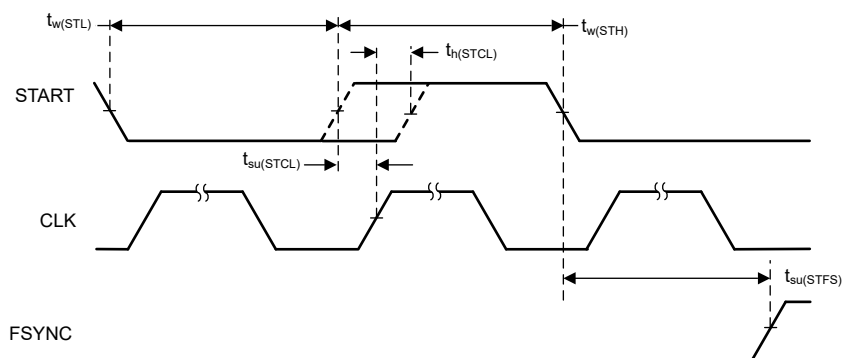 tw(STL)
tw(STH)
th(STCL)
START
tsu(STCL)
CLK
tsu(STFS)
FSYNC